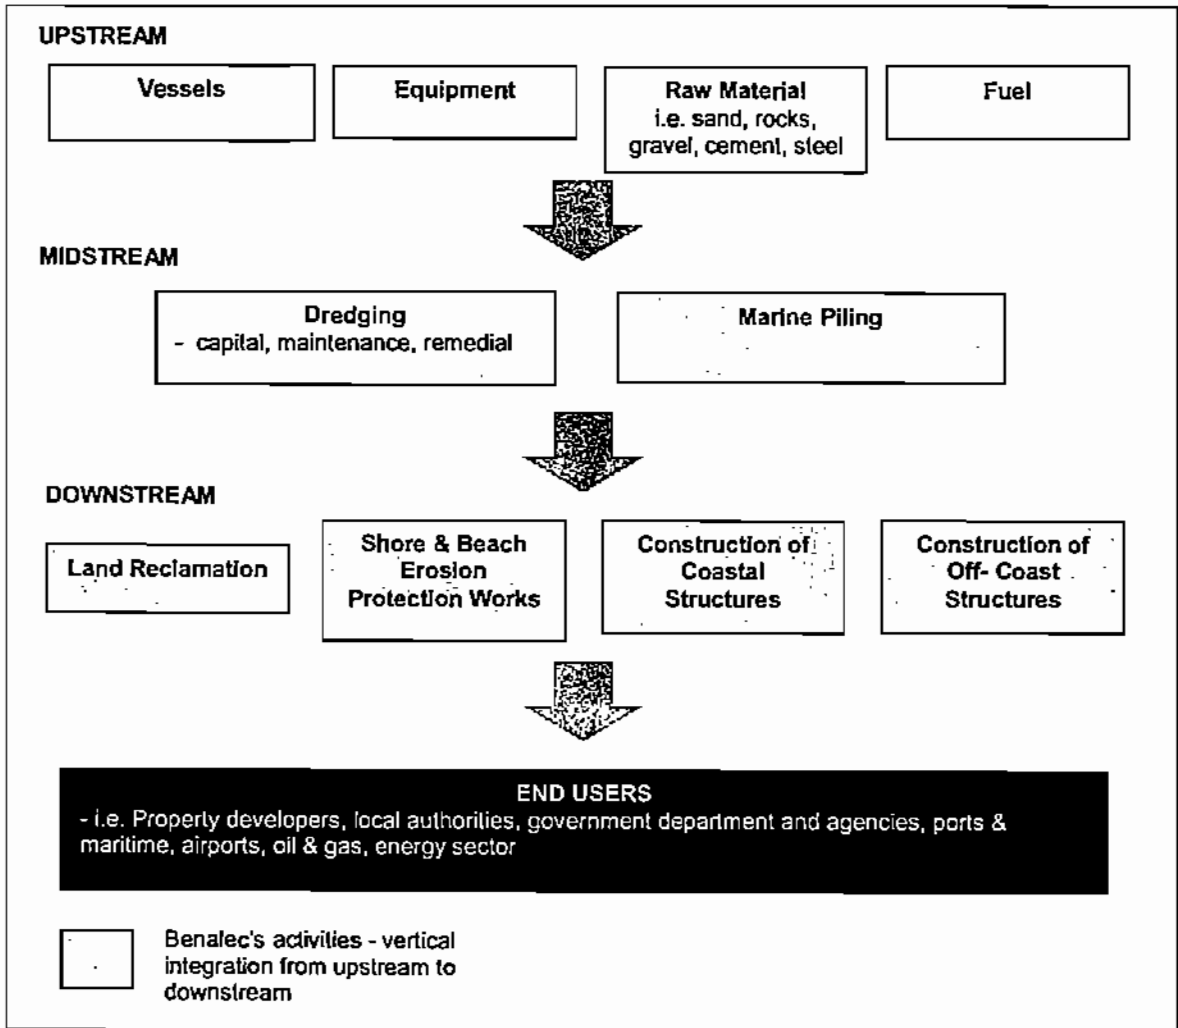 UPSTREAM
Vessels
Equipment
Raw Material
i.e. sand, rocks,
gravel, cement, steel
Fuel
MIDSTREAM
Dredging
- capital, maintenance, remedial
Marine Piling
DOWNSTREAM
Land Reclamation
Shore & Beach
Erosion
Protection Works
Construction of
Coastal
Structures
Construction of
Off- Coast
Structures
END USERS
- i.e. Property developers, local authorities, government department and agencies, ports &
maritime, airports, oil & gas, energy sector
Benalec's activities - vertical
integration from upstream to
downstream